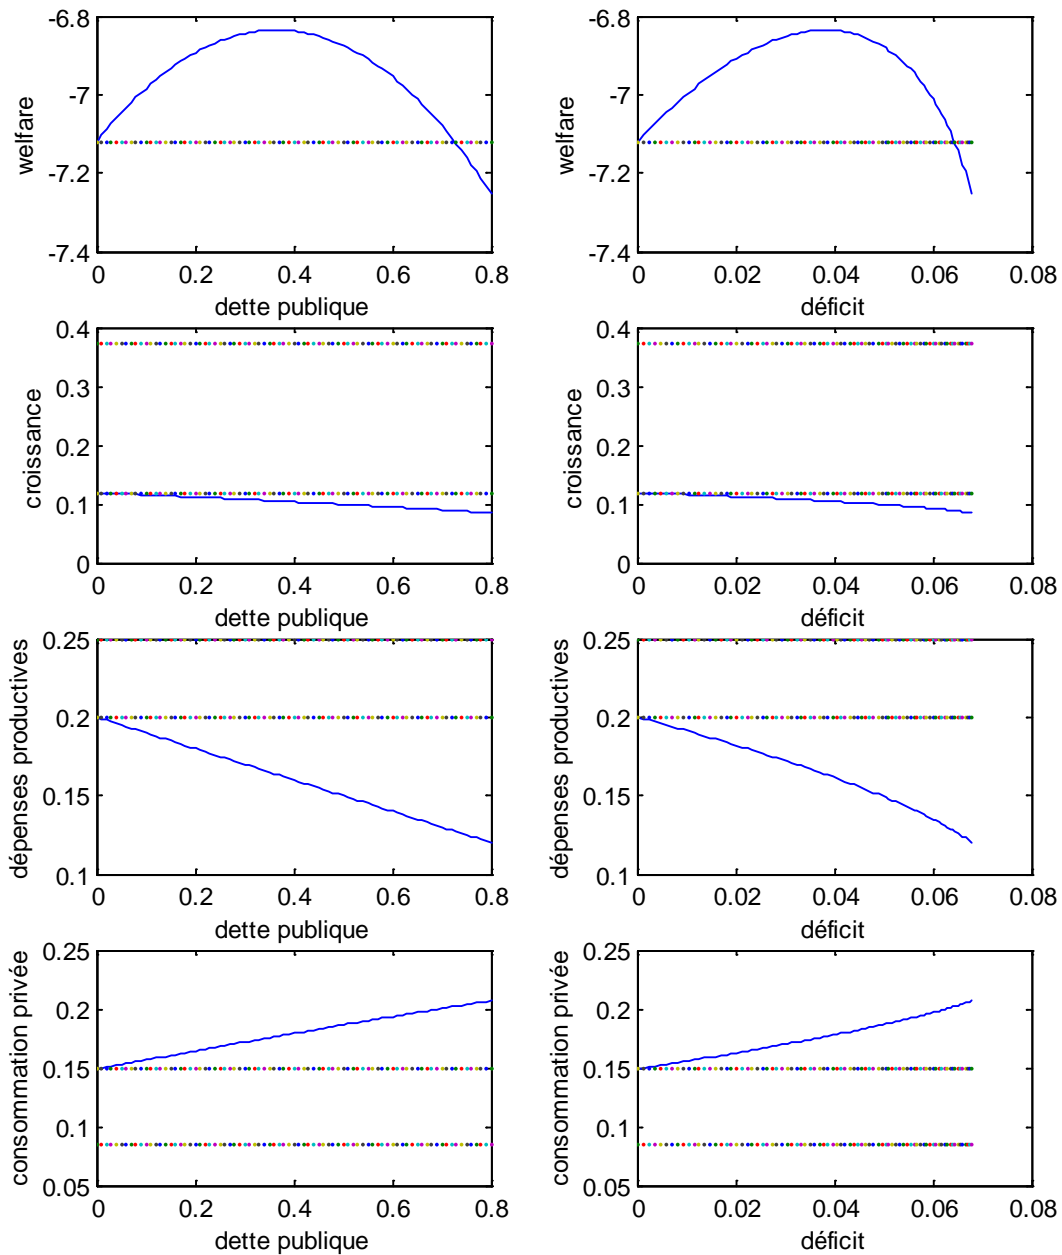 -6.8
-7
-7.2
-7.4
welfare
0 0.2 0.4 0.6 0.8
dette publique
-6.8
-7
-7.2
-7.4
welfare
0 0.02 0.04 0.06 0.08
déficit
0.4
0.3
0.2
0.1
0
croissance
0 0.2 0.4 0.6 0.8
dette publique
0.4
0.3
0.2
0.1
0
croissance
0 0.02 0.04 0.06 0.08
déficit
0.25
0.2
0.15
0.1
dépenses productives
0 0.2 0.4 0.6 0.8
dette publique
0.25
0.2
0.15
0.1
dépenses productives
0 0.02 0.04 0.06 0.08
déficit
0.25
0.2
0.15
0.1
0.05
consommation privée
0 0.2 0.4 0.6 0.8
dette publique
0.25
0.2
0.15
0.1
0.05
consommation privée
0 0.02 0.04 0.06 0.08
déficit